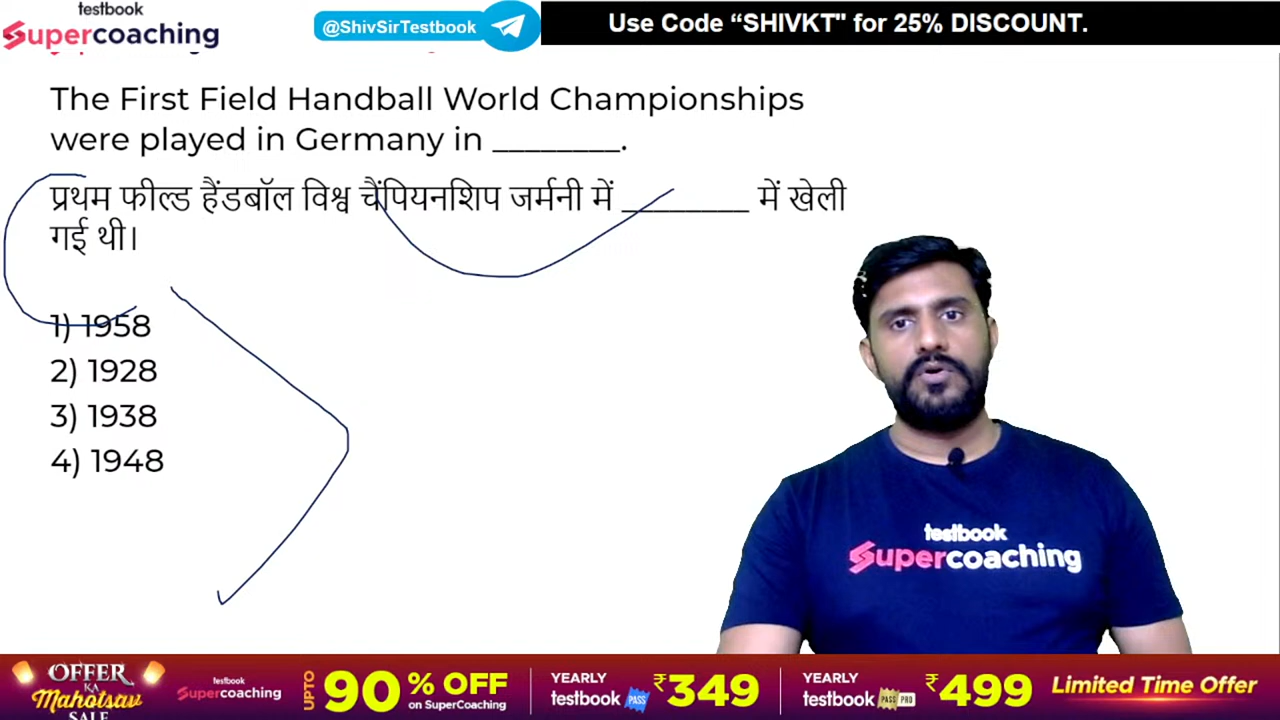 testbook
Supercoaching
@ShivSirTestbook
Use Code “SHIVKT" for 25% DISCOUNT.
The First Field Handball World Championships
were played in Germany in ________.
प्रथम फील्ड हैंडबॉल विश्व चैंपियनशिप जर्मनी में ________ में खेली
गई थी।
1) 1958
2) 1928
3) 1938
4) 1948
testbook
Supercoaching
OFFER
KA
Mahotsav
SALE
testbook
Supercoaching
UPTO 90% OFF
on SuperCoaching
YEARLY
testbook PASS
₹349
YEARLY
testbook PASS PRO
₹499
Limited Time Offer